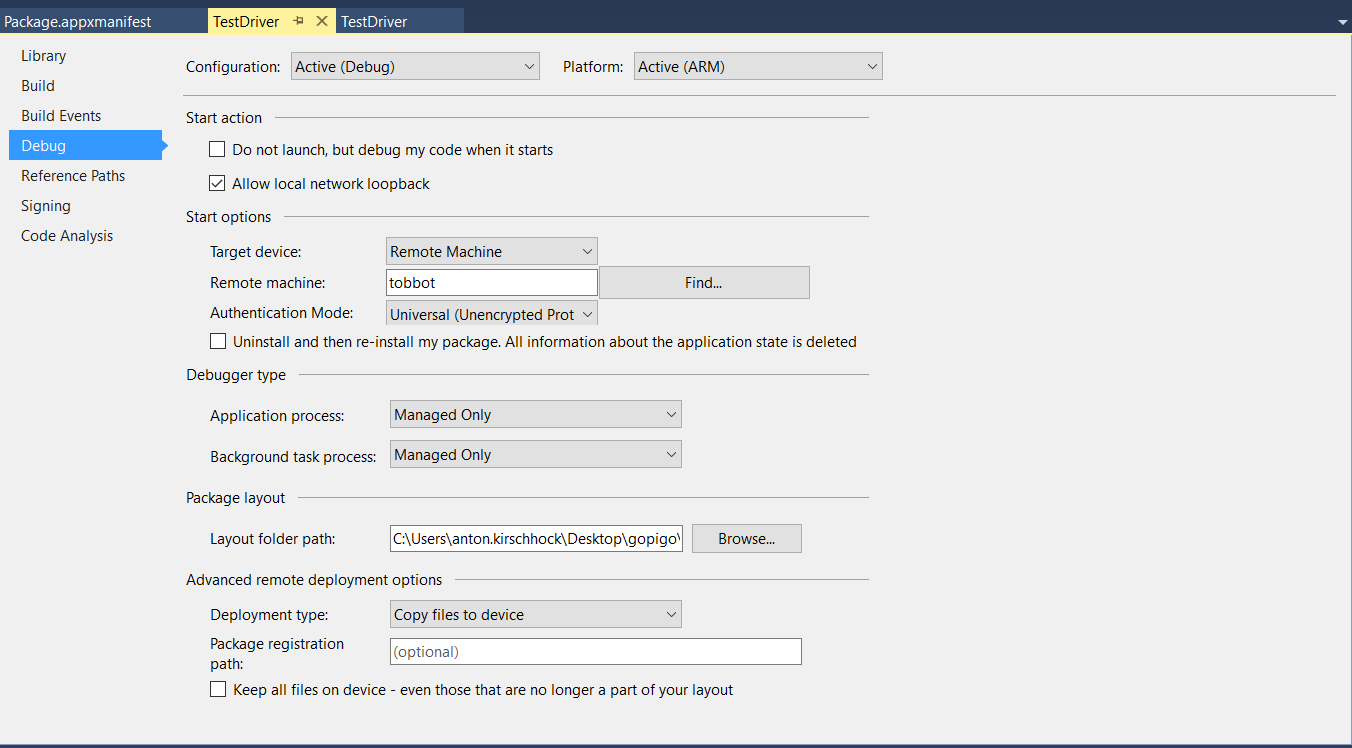 Package.appxmanifest TestDriver TestDriver
Library
Build
Build Events
Debug
Reference Paths
Signing
Code Analysis
Configuration: Active (Debug) Platform: Active (ARM)
Start action
Do not launch, but debug my code when it starts
Allow local network loopback
Start options
Target device: Remote Machine
Remote machine: tobbot Find...
Authentication Mode: Universal (Unencrypted Prot
Uninstall and then re-install my package. All information about the application state is deleted
Debugger type
Application process: Managed Only
Background task process: Managed Only
Package layout
Layout folder path: C:\Users\anton.kirschhock\Desktop\gopigo\ Browse...
Advanced remote deployment options
Deployment type: Copy files to device
Package registration
path: (optional)
Keep all files on device - even those that are no longer a part of your layout